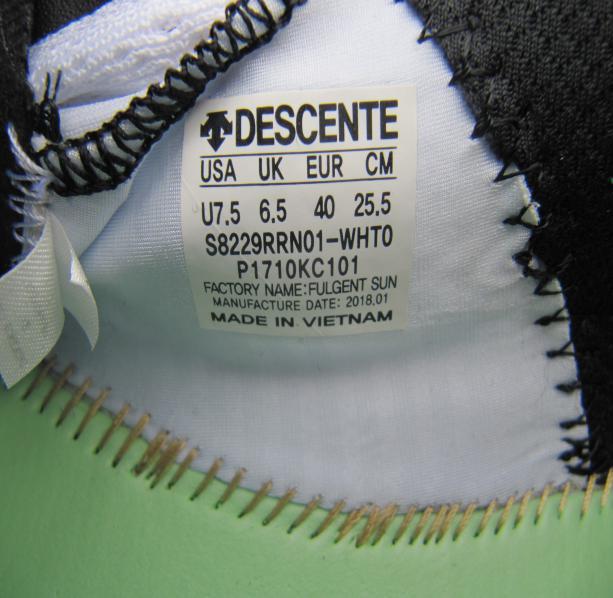 DESCENTE
USA UK EUR CM
U7.5 6.5 40 25.5
S8229RRN01-WHT0
P1710KC101
FACTORY NAME:FULGENT SUN
MANUFACTURE DATE: 2018.01
MADE IN VIETNAM